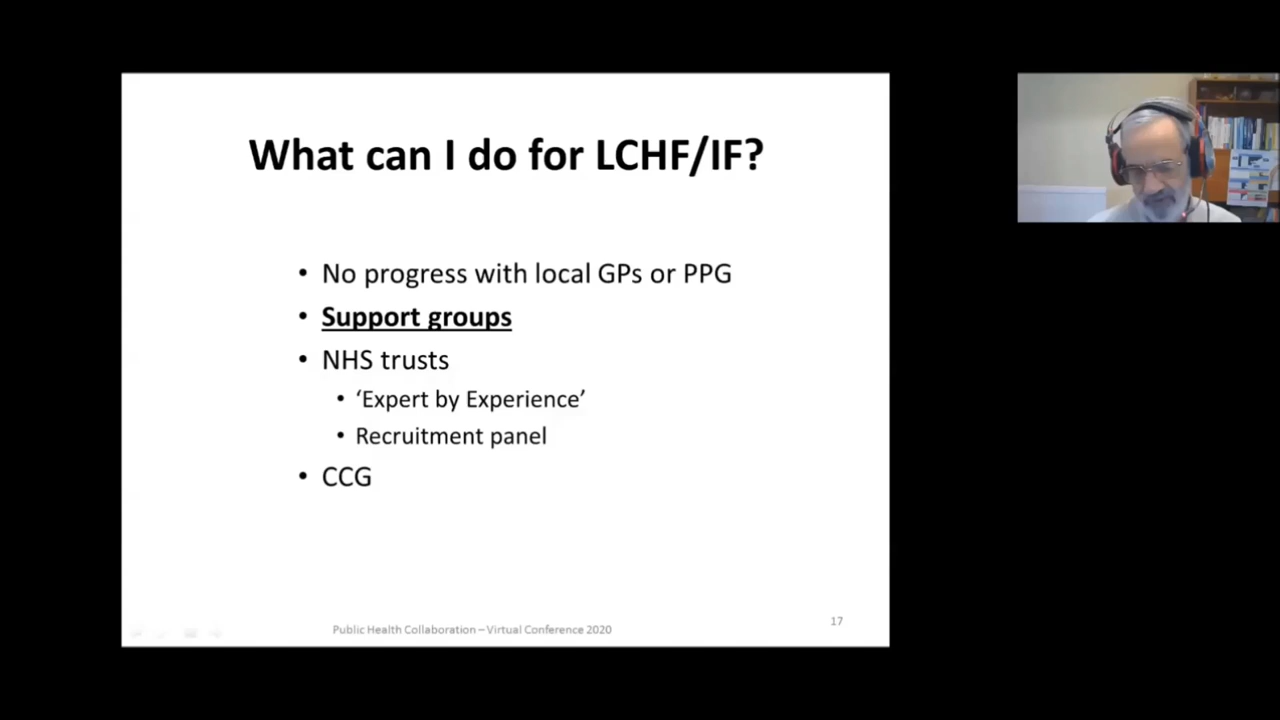 What can I do for LCHF/IF?
• No progress with local GPs or PPG
• Support groups
• NHS trusts
• ‘Expert by Experience’
• Recruitment panel
• CCG
Public Health Collaboration – Virtual Conference 2020
17